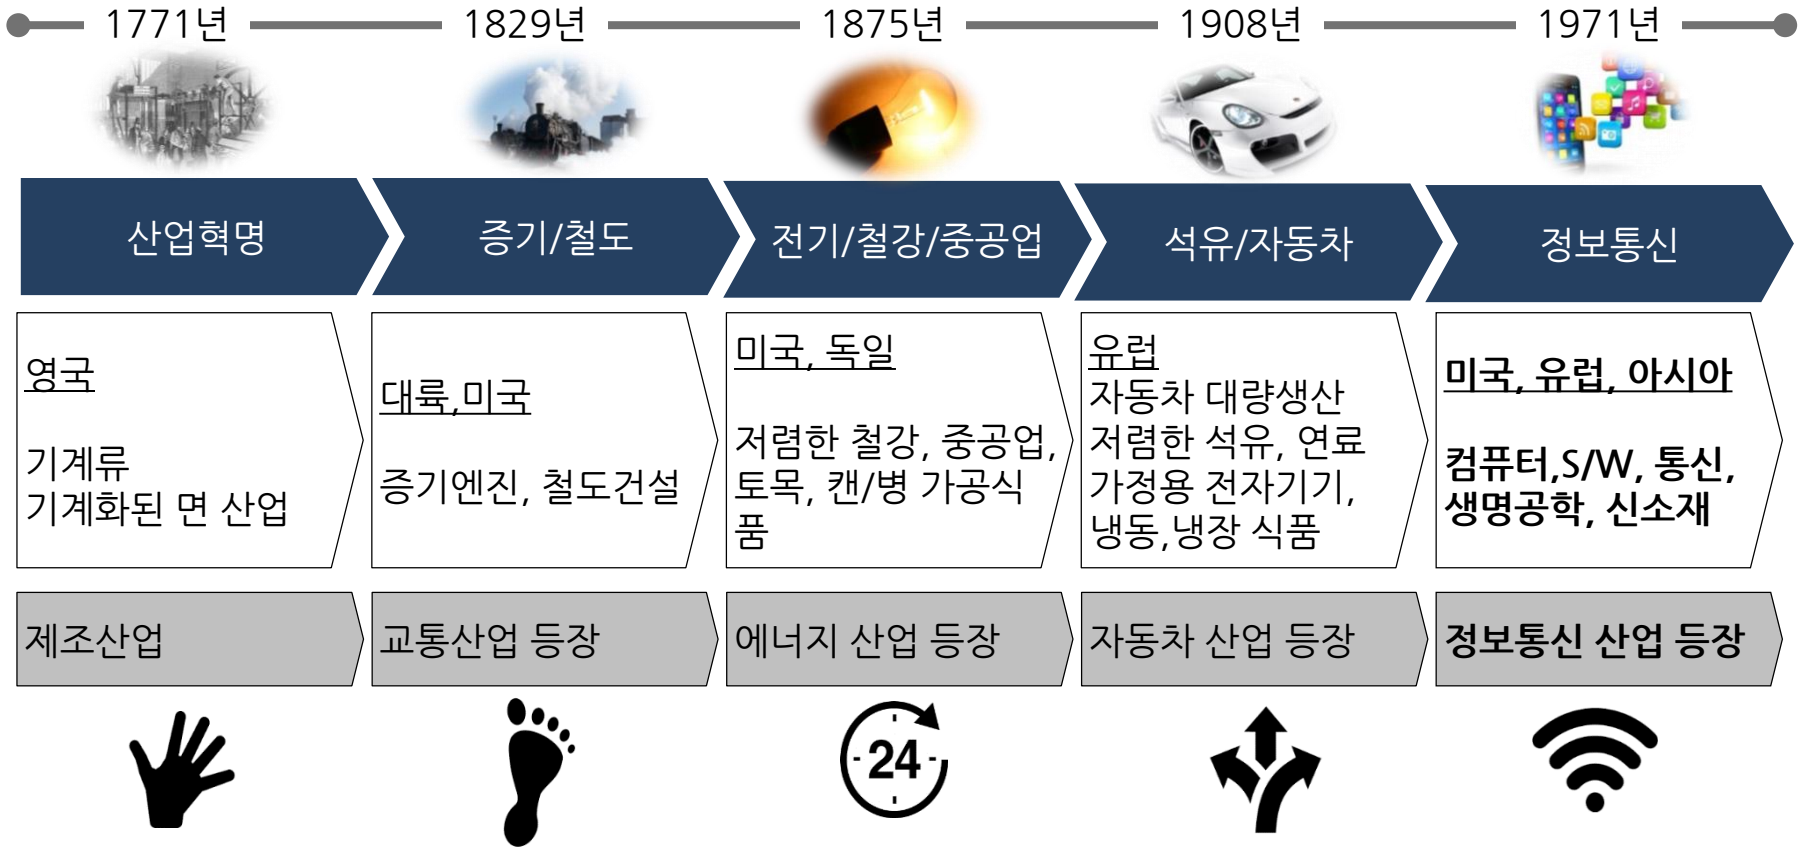 1771년
1829년
1875년
1908년
1971년
산업혁명
증기/철도
전기/철강/중공업
석유/자동차
정보통신
영국
기계류
기계화된 면 산업
대륙,미국
증기엔진, 철도건설
미국, 독일
저렴한 철강, 중공업,
토목, 캔/병 가공식
품
유럽
자동차 대량생산
저렴한 석유, 연료
가정용 전자기기,
냉동,냉장 식품
미국, 유럽, 아시아
컴퓨터,S/W, 통신,
생명공학, 신소재
제조산업
교통산업 등장
에너지 산업 등장
자동차 산업 등장
정보통신 산업 등장
24